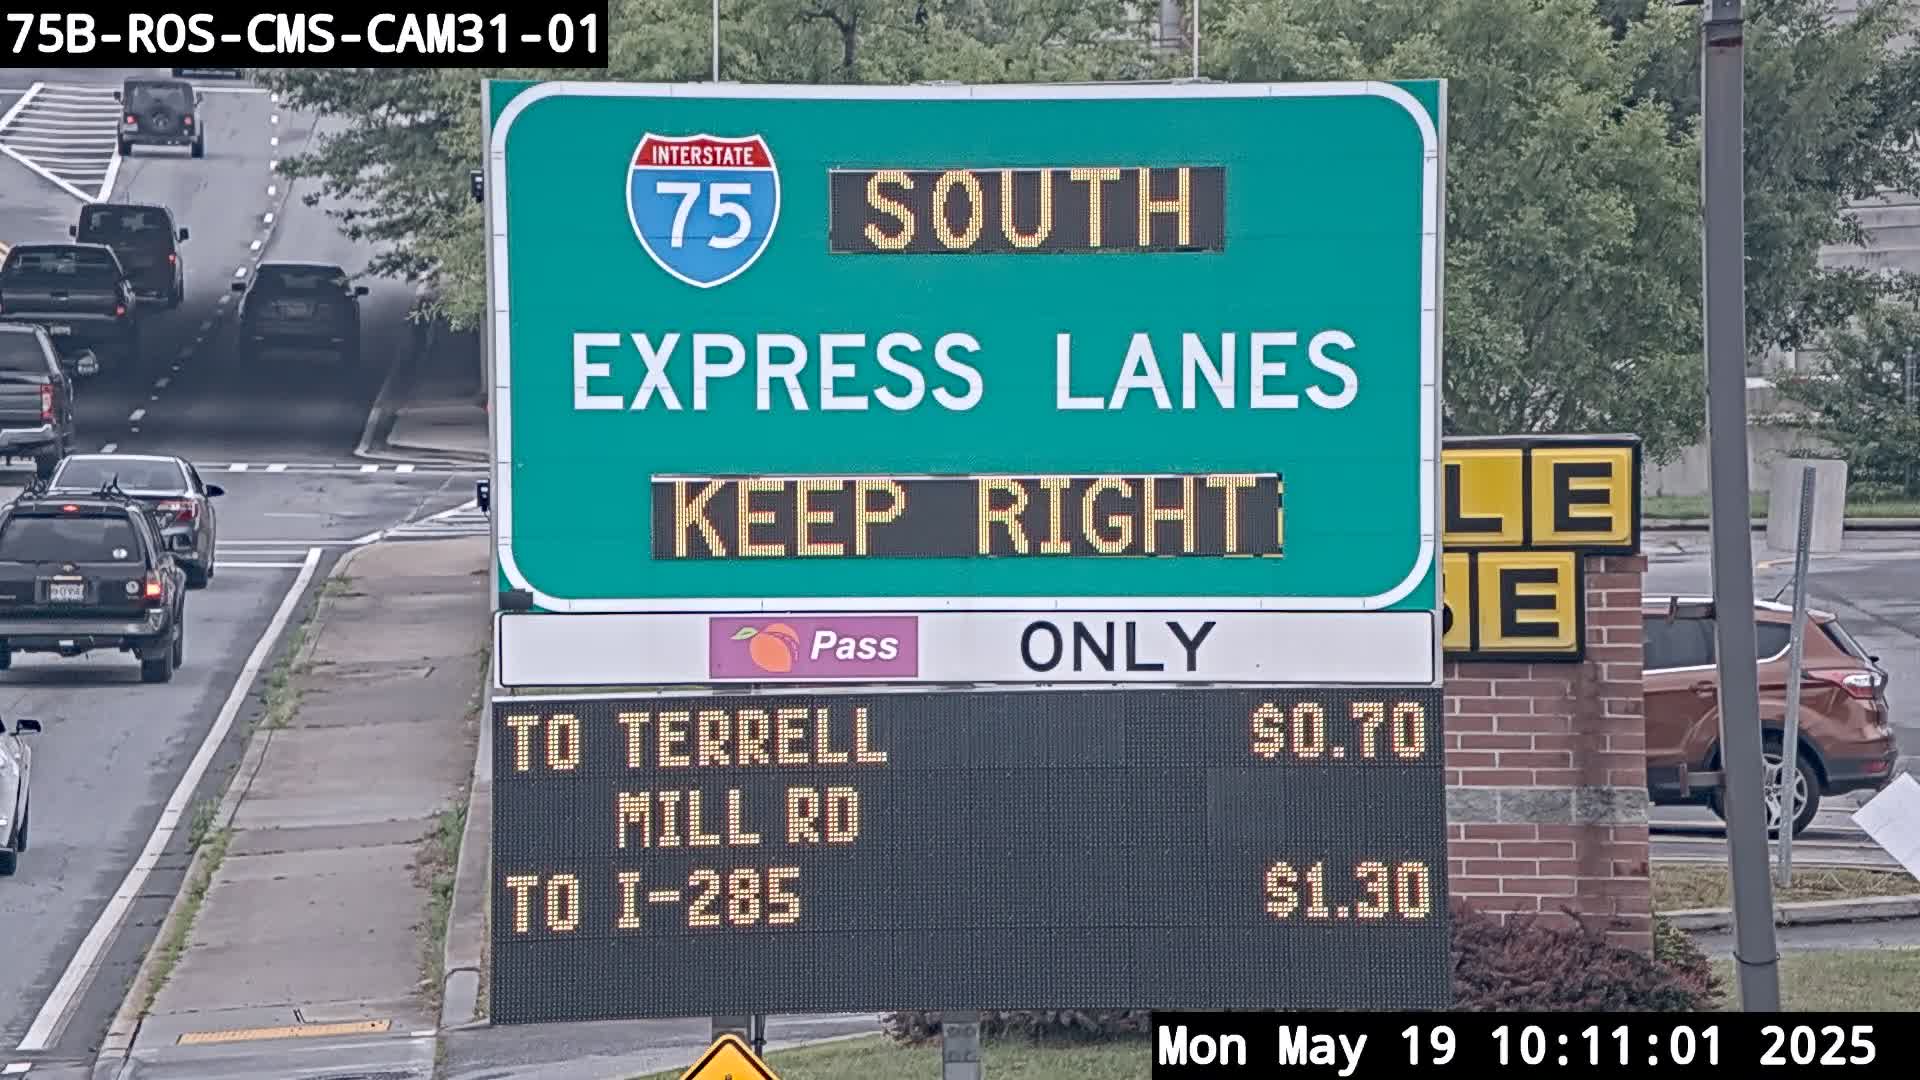 75B-ROS-CMS-CAM31-01
INTERSTATE
75
SOUTH
EXPRESS LANES
KEEP RIGHT
Pass ONLY
TO TERRELL $0.70
MILL RD
TO I-285 $1.30
LE
E
Mon May 19 10:11:01 2025